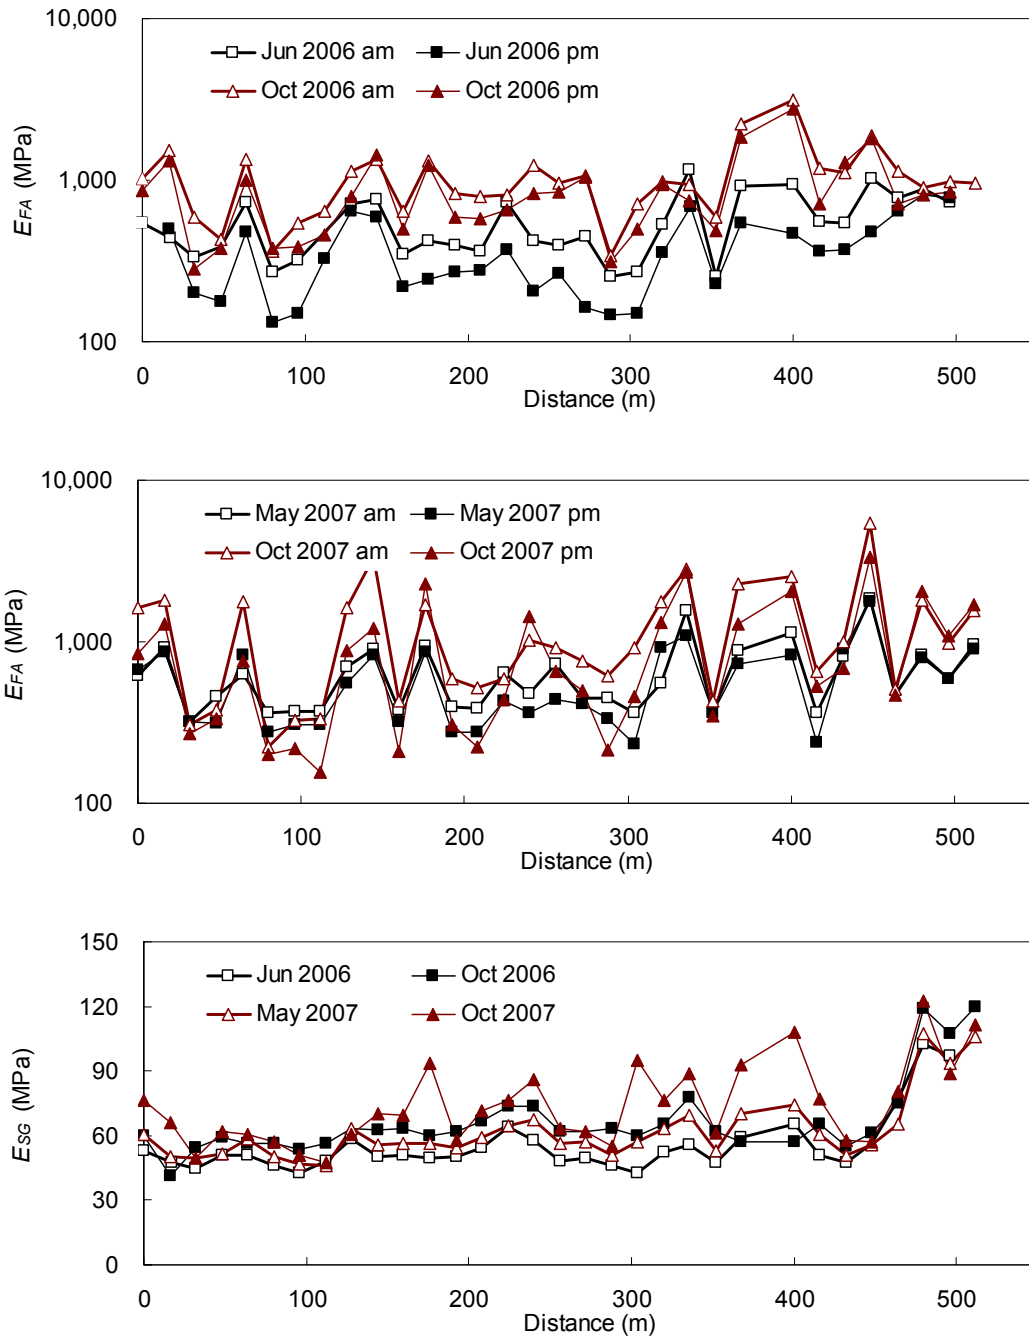 10,000
Jun 2006 am Jun 2006 pm
Oct 2006 am Oct 2006 pm
E_FA (MPa)
1,000
100
0 100 200 300 400 500
Distance (m)
10,000
May 2007 am May 2007 pm
Oct 2007 am Oct 2007 pm
E_FA (MPa)
1,000
100
0 100 200 300 400 500
Distance (m)
150
Jun 2006 Oct 2006
120
May 2007 Oct 2007
E_SG (MPa)
90
60
30
0
0 100 200 300 400 500
Distance (m)